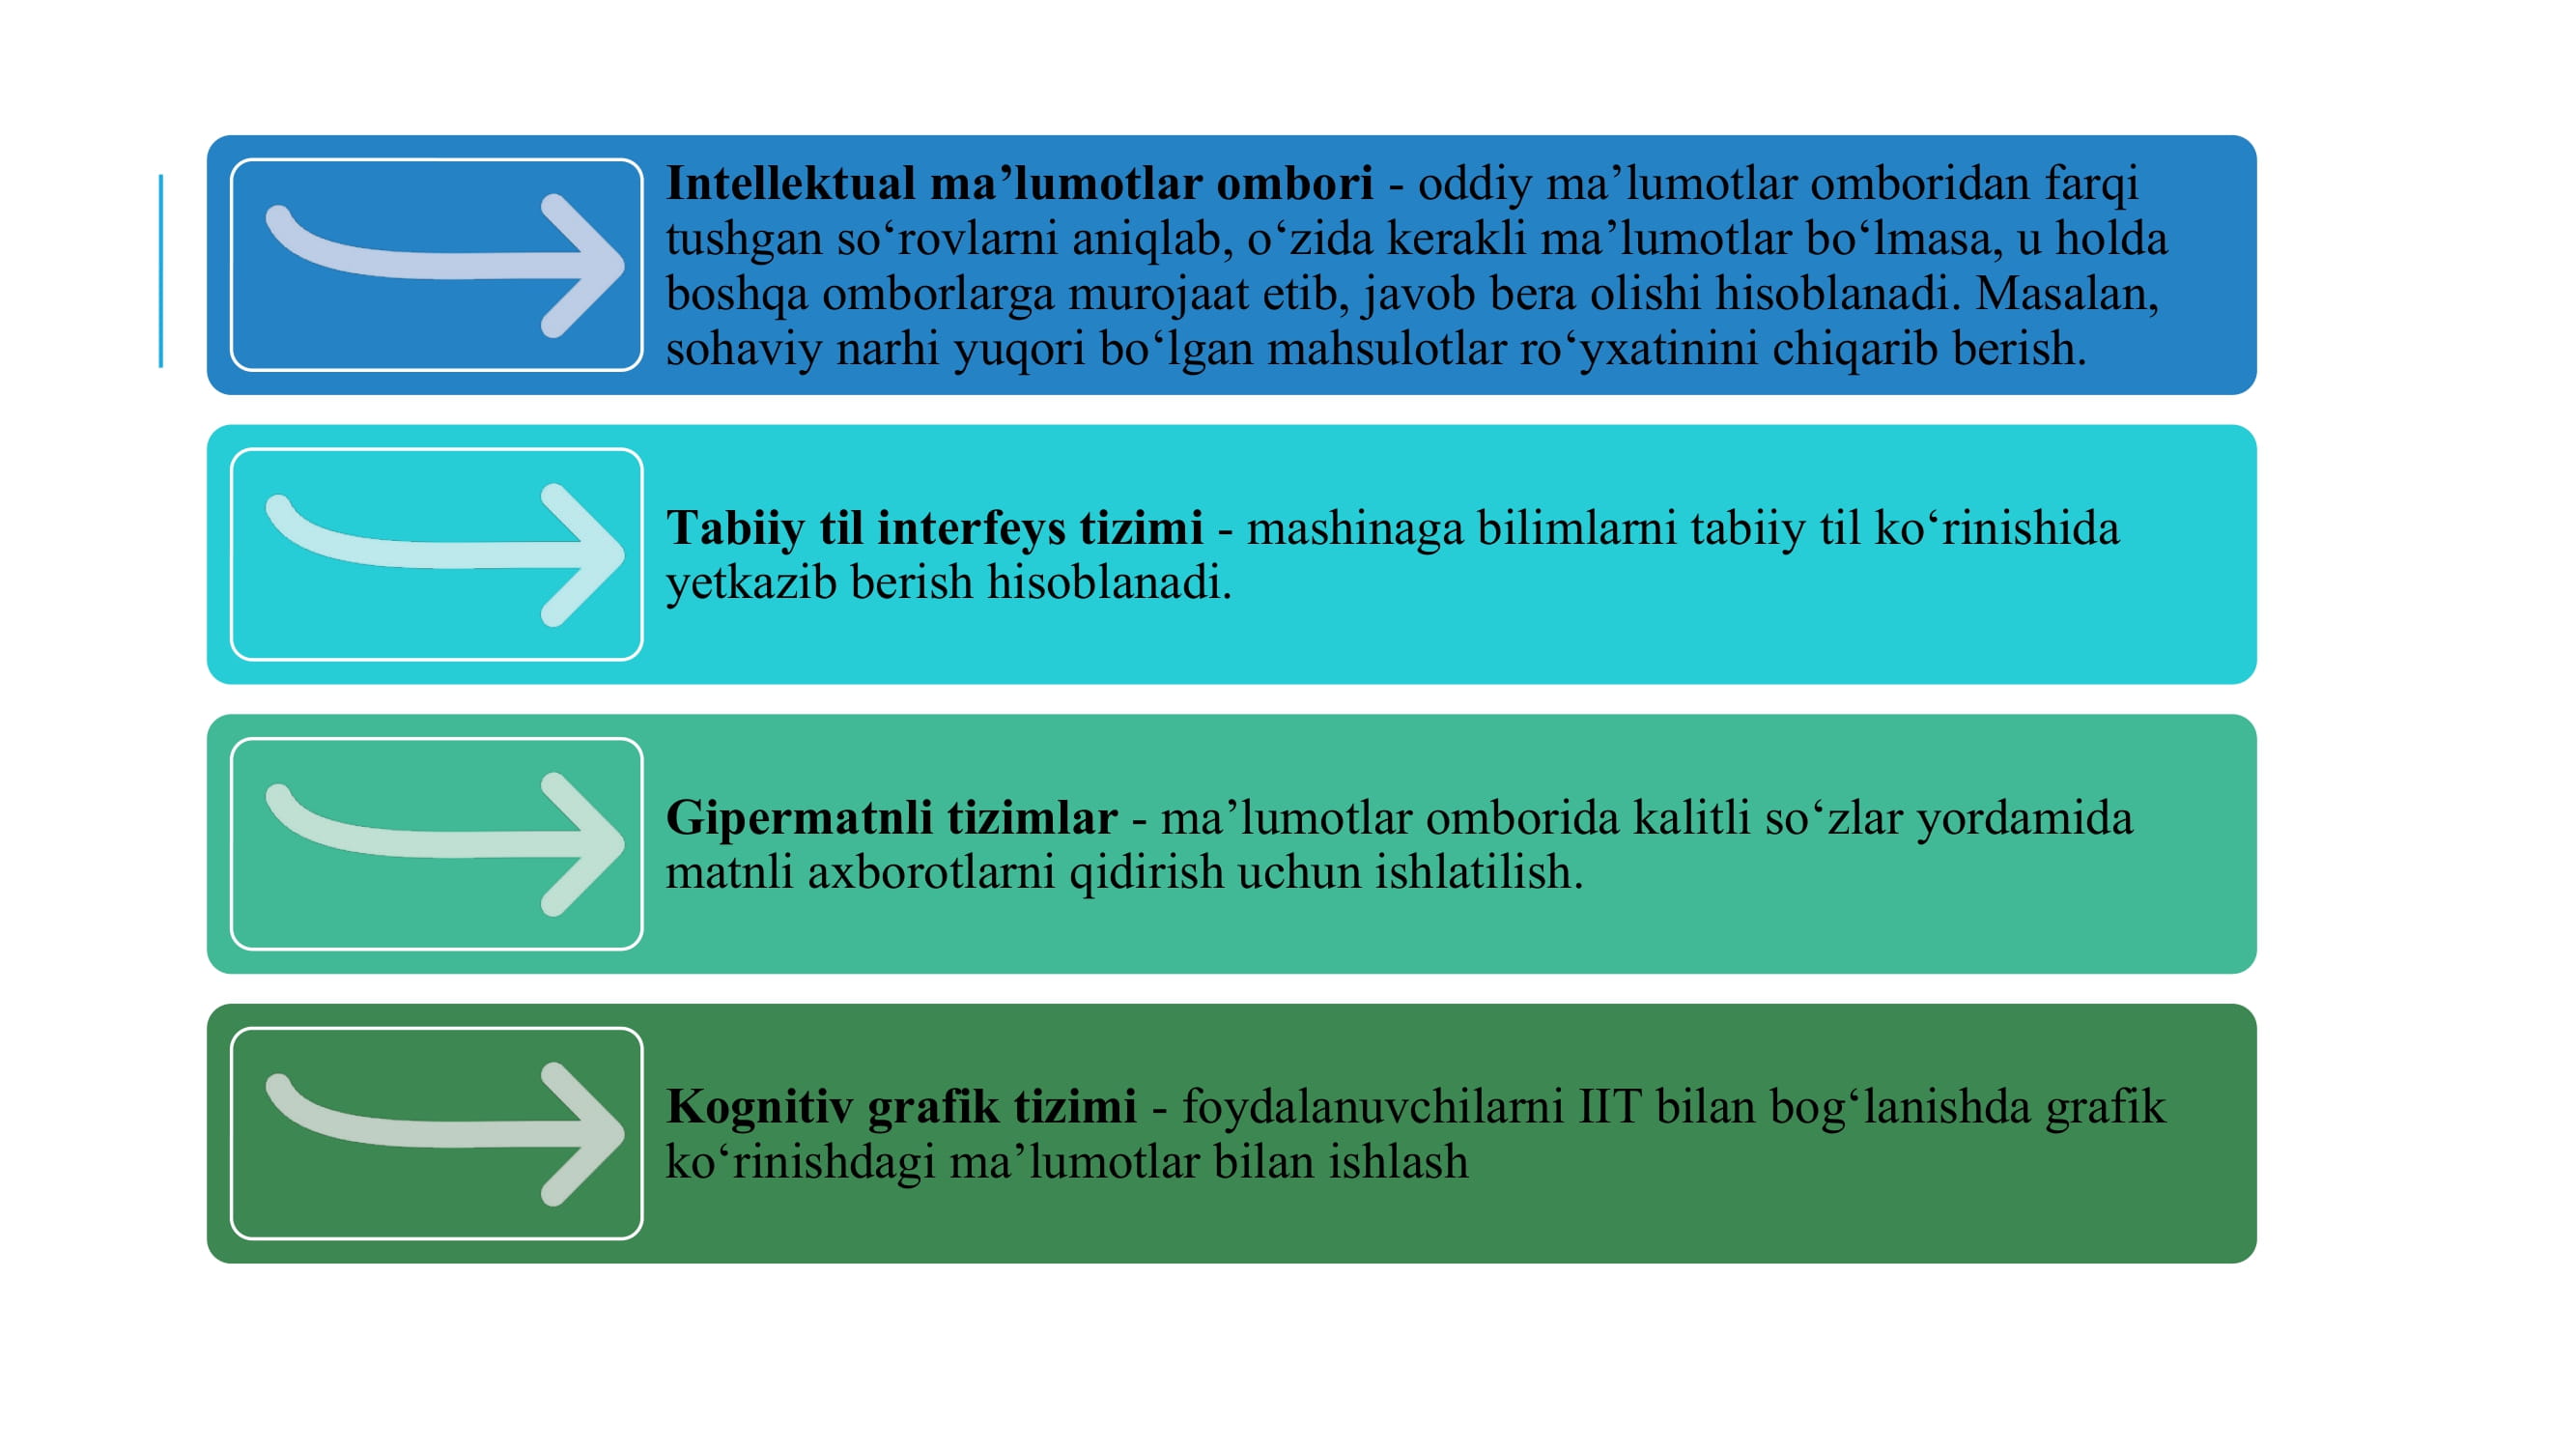 Intellektual ma’lumotlar ombori - oddiy ma’lumotlar omboridan farqi
tushgan so‘rovlarni aniqlab, o‘zida kerakli ma’lumotlar bo‘lmasa, u holda
boshqa omborlarga murojaat etib, javob bera olishi hisoblanadi. Masalan,
sohaviy narhi yuqori bo‘lgan mahsulotlar ro‘yxatinini chiqarib berish.
Tabiiy til interfeys tizimi - mashinaga bilimlarni tabiiy til ko‘rinishida
yetkazib berish hisoblanadi.
Gipermatnli tizimlar - ma’lumotlar omborida kalitli so‘zlar yordamida
matnli axborotlarni qidirish uchun ishlatilish.
Kognitiv grafik tizimi - foydalanuvchilarni IIT bilan bog‘lanishda grafik
ko‘rinishdagi ma’lumotlar bilan ishlash